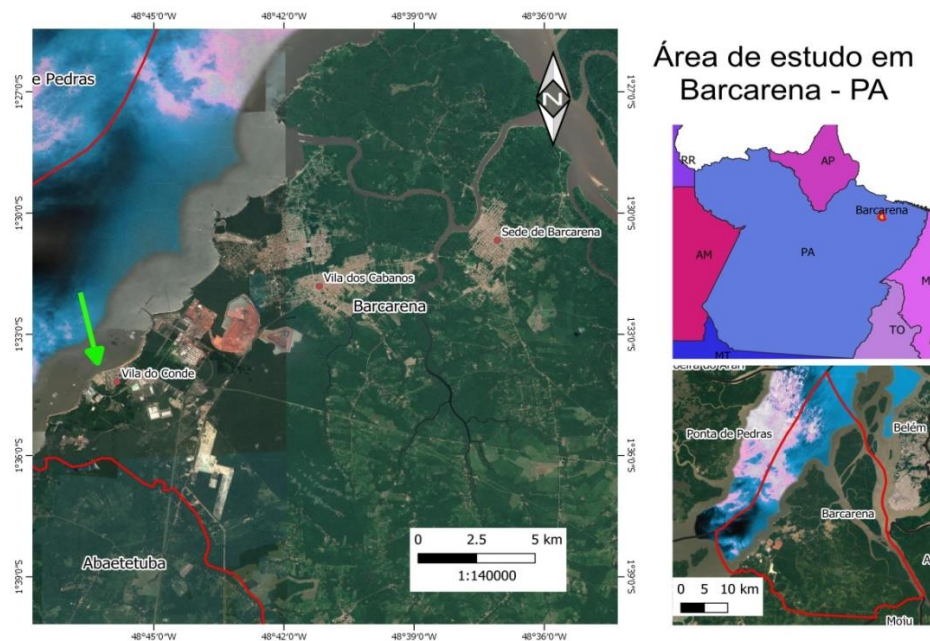 48°45'0"S
48°42'0"S
48°39'0"S
48°36'0"S
1°27'0"S
1°30'0"S
1°33'0"S
1°36'0"S
1°39'0"S
e Pedras
N
Sede de Barcarena
Vila dos Cabanos
Barcarena
Vila do Conde
Abaetetuba
0 2.5 5 km
1:140000
1°27'0"S
1°30'0"S
1°33'0"S
1°36'0"S
1°39'0"S
48°45'0"S
48°42'0"S
48°39'0"S
48°36'0"S
Área de estudo em
Barcarena - PA
RR
AP
Barcarena
AM
PA
M
TO
MT
Ponta de Pedras
Belém
Barcarena
A
0 5 10 km
Moju